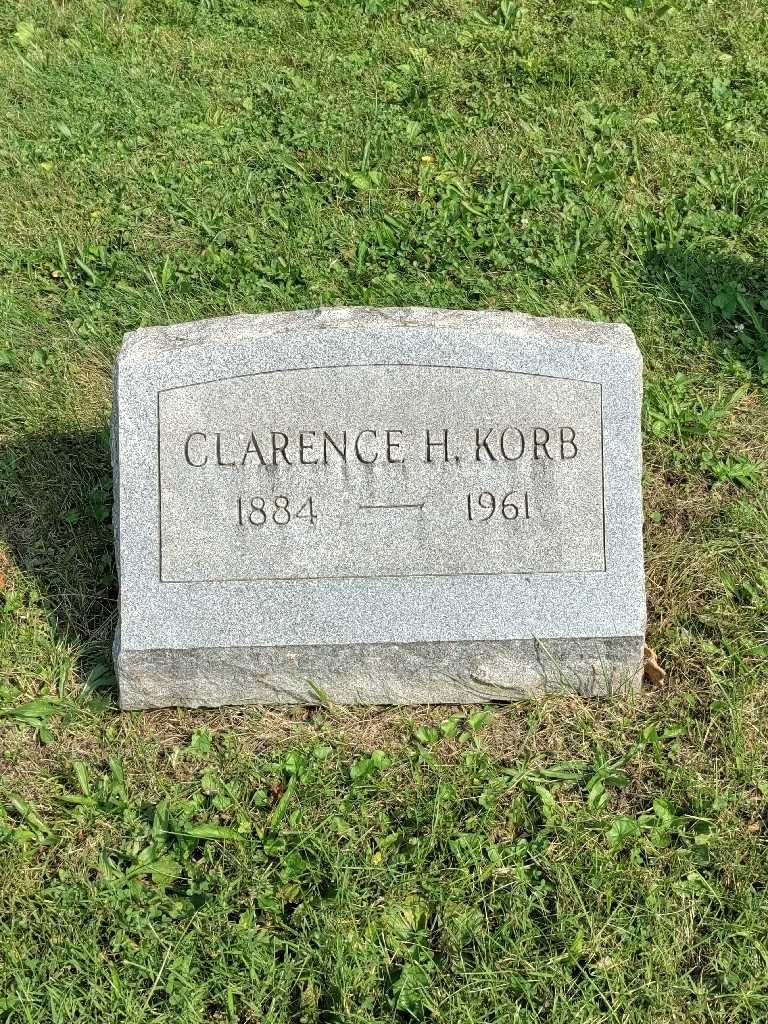 CLARENCE H. KORB
1884 — 1961